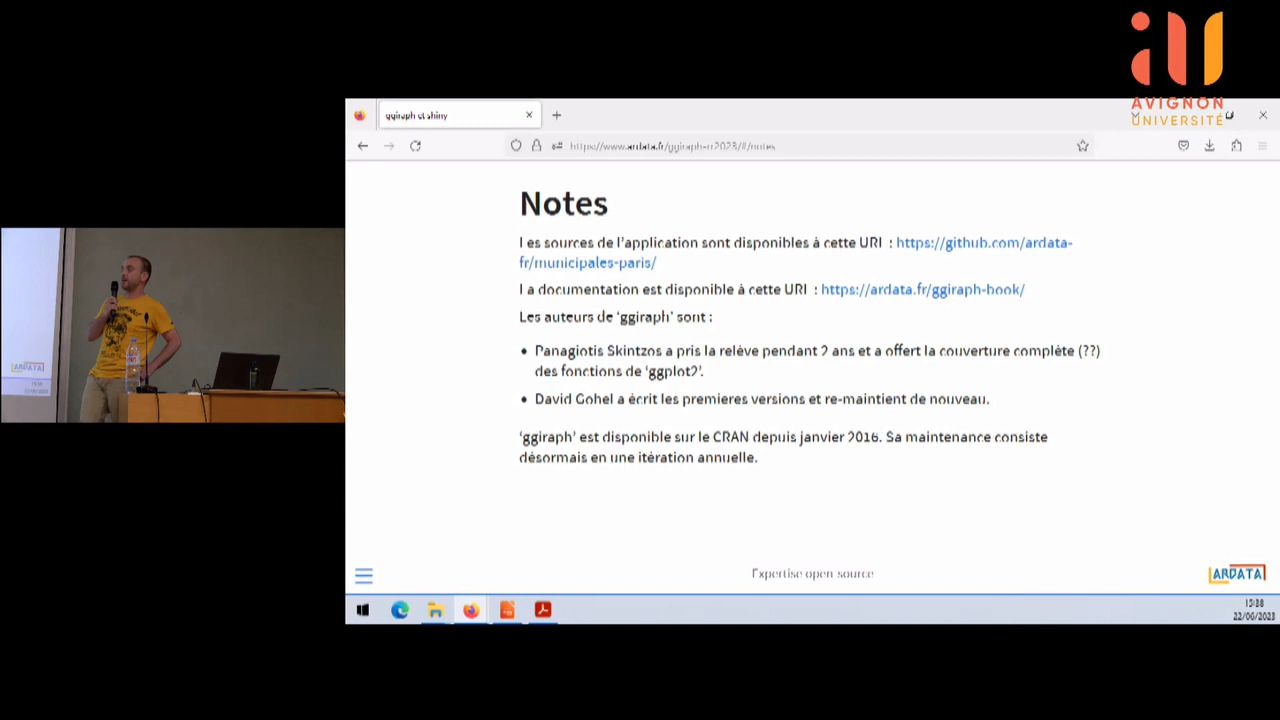 AVIGNON
UNIVERSITÉ
ggiraph et shiny
https://www.ardata.fr/ggiraph-rr2023/#/notes
Notes
Les sources de l'application sont disponibles à cette URL : https://github.com/ardata-
fr/municipales-paris/
La documentation est disponible à cette URL : https://ardata.fr/ggiraph-book/
Les auteurs de ‘ggiraph’ sont :
• Panagiotis Skintzos a pris la relève pendant 2 ans et a offert la couverture complète (??)
des fonctions de ‘ggplot2’.
• David Gohel a écrit les premieres versions et re-maintient de nouveau.
‘ggiraph’ est disponible sur le CRAN depuis janvier 2016. Sa maintenance consiste
désormais en une itération annuelle.
Expertise open source
ARDATA
15:38
22/06/2023
ARDATA